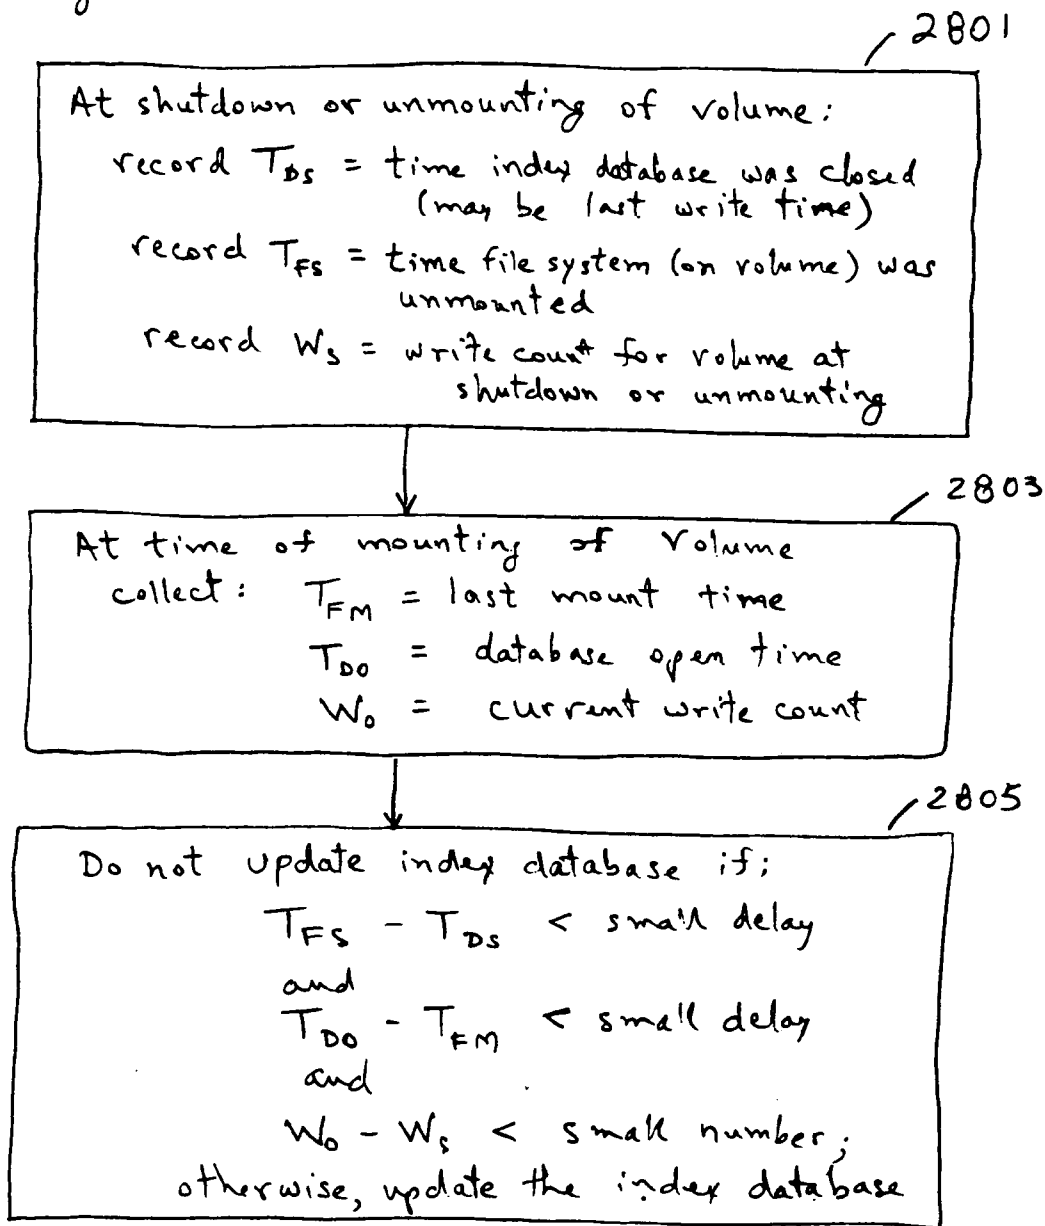 2801
At shutdown or unmounting of volume:
record TDS = time index database was closed
(may be last write time)
record TFS = time file system (on volume) was
unmounted
record WS = write count for volume at
shutdown or unmounting
2803
At time of mounting of volume
collect: TFM = last mount time
TDO = database open time
WO = current write count
2805
Do not update index database if;
TFS - TDS < small delay
and
TDO - TFM < small delay
and
WO - WS < small number;
otherwise, update the index database